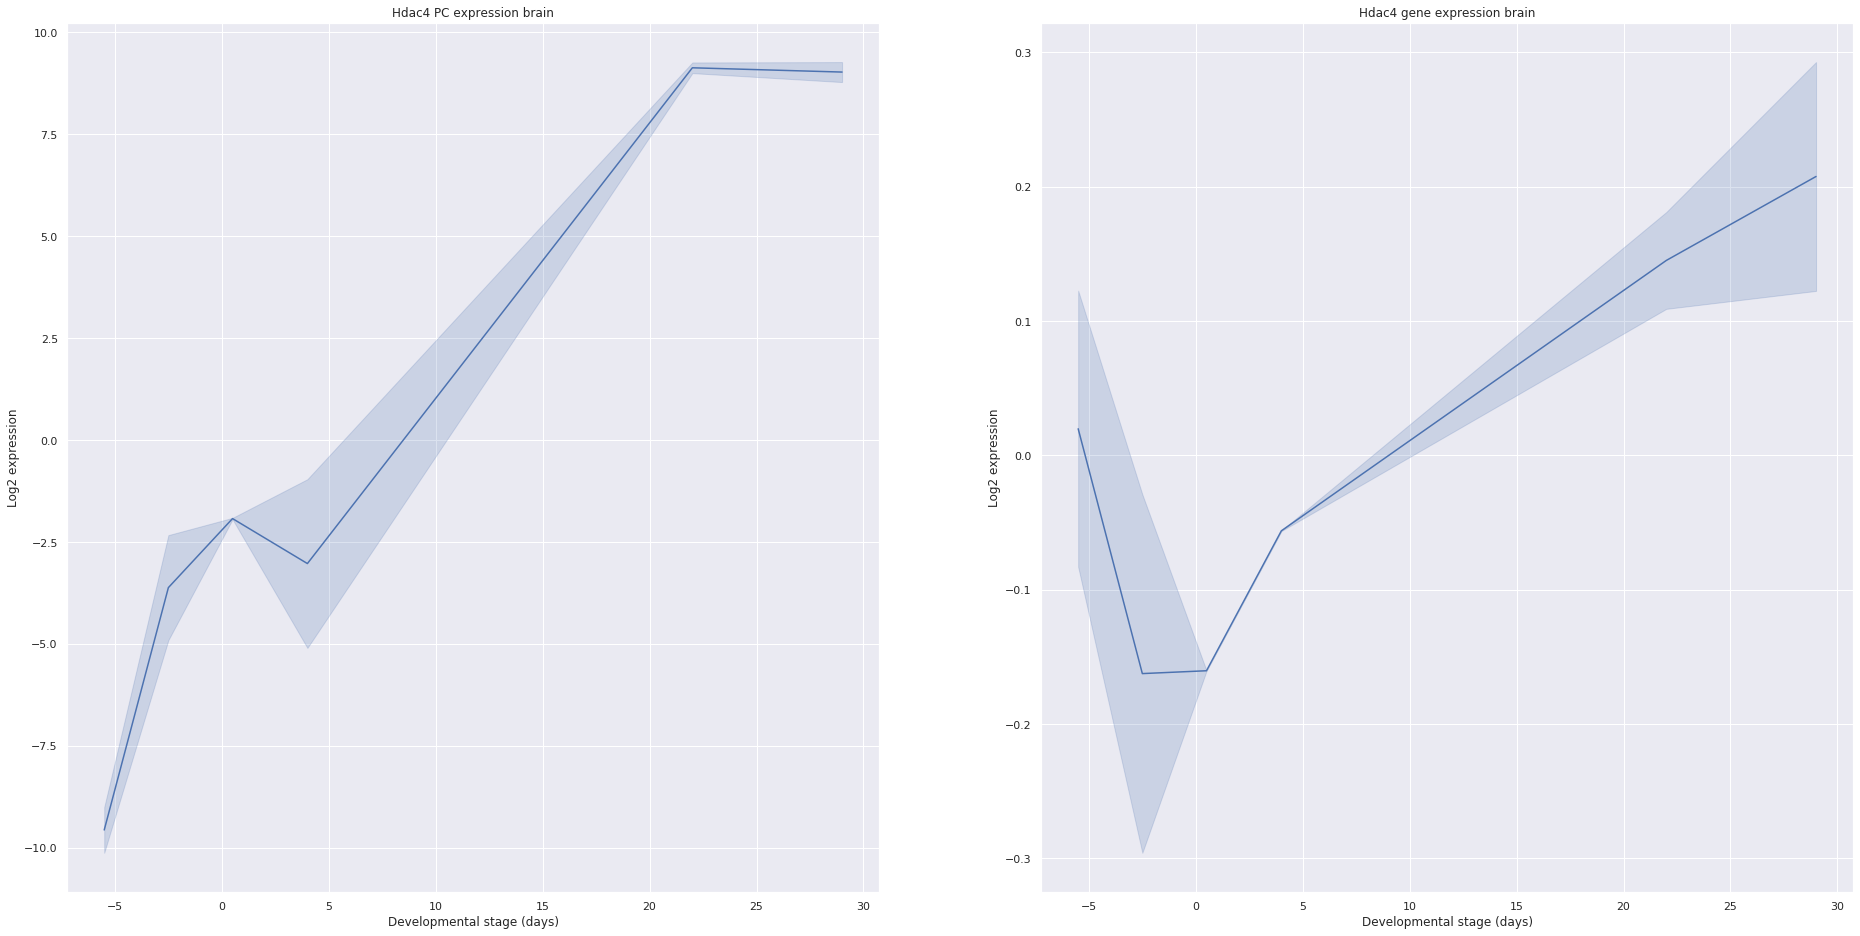 Hdac4 PC expression brain
10.0
7.5
5.0
2.5
0.0
−2.5
−5.0
−7.5
−10.0
Log2 expression
−5 0 5 10 15 20 25 30
Developmental stage (days)
Hdac4 gene expression brain
0.3
0.2
0.1
0.0
−0.1
−0.2
−0.3
Log2 expression
−5 0 5 10 15 20 25 30
Developmental stage (days)